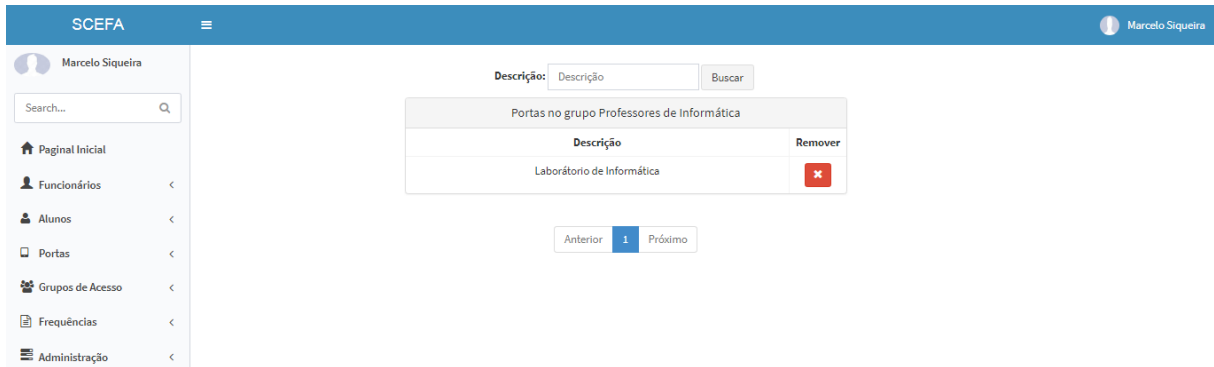 SCEFA
Marcelo Siqueira
Marcelo Siqueira
Search...
Paginal Inicial
Funcionários
Alunos
Portas
Grupos de Acesso
Frequências
Administração
Descrição: Descrição Buscar
Portas no grupo Professores de Informática
Descrição Remover
Laborátorio de Informática
Anterior 1 Próximo